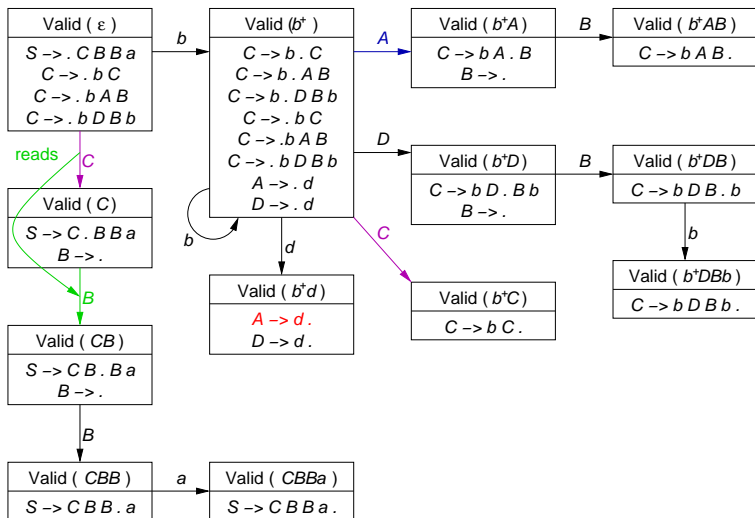 Valid ( ε )
S -> . C B B a
C -> . b C
C -> . b A B
C -> . b D B b
b
Valid (b⁺)
C -> b . C
C -> b . A B
C -> b . D B b
C -> . b C
C -> .b A B
C -> . b D B b
A -> . d
D -> . d
A
Valid ( b⁺A )
C -> b A . B
B -> .
B
Valid ( b⁺AB )
C -> b A B .
reads
C
D
Valid ( b⁺D )
C -> b D . B b
B -> .
B
Valid ( b⁺DB )
C -> b D B . b
Valid ( C )
S -> C . B B a
B -> .
b
d
C
b
B
Valid ( b⁺d )
A -> d .
D -> d .
Valid ( b⁺C )
C -> b C .
Valid ( b⁺DBb )
C -> b D B b .
Valid ( CB )
S -> C B . B a
B -> .
B
Valid ( CBB )
S -> C B B . a
a
Valid ( CBBa )
S -> C B B a .